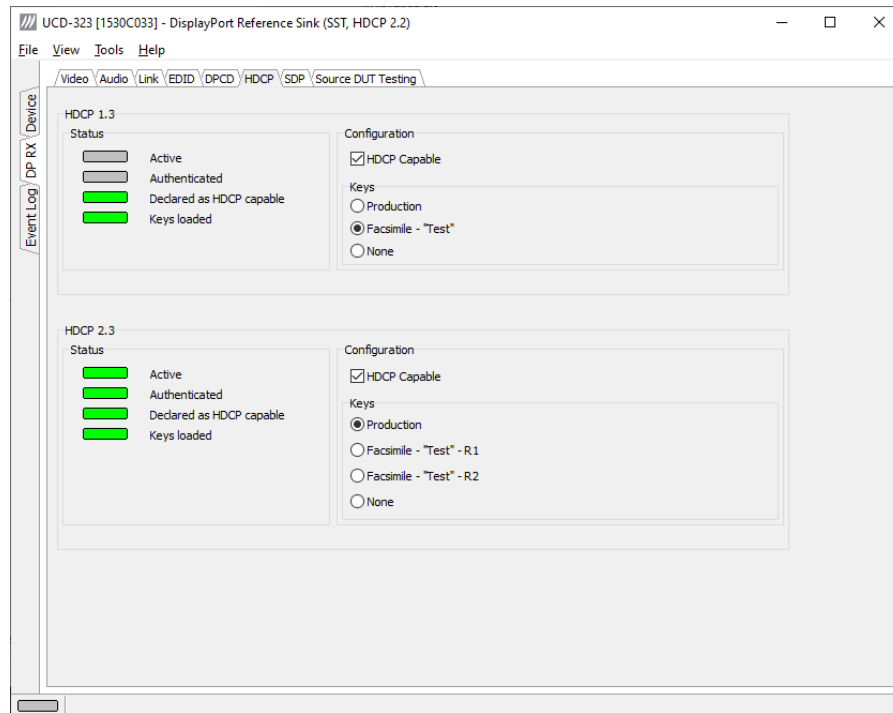 UCD-323 [1530C033] - DisplayPort Reference Sink (SST, HDCP 2.2)
File View Tools Help
Video Audio Link EDID DPCD HDCP SDP Source DUT Testing
Device
DP RX
Event Log
HDCP 1.3
Status
Active
Authenticated
Declared as HDCP capable
Keys loaded
Configuration
HDCP Capable
Keys
Production
Facsimile - "Test"
None
HDCP 2.3
Status
Active
Authenticated
Declared as HDCP capable
Keys loaded
Configuration
HDCP Capable
Keys
Production
Facsimile - "Test" - R1
Facsimile - "Test" - R2
None